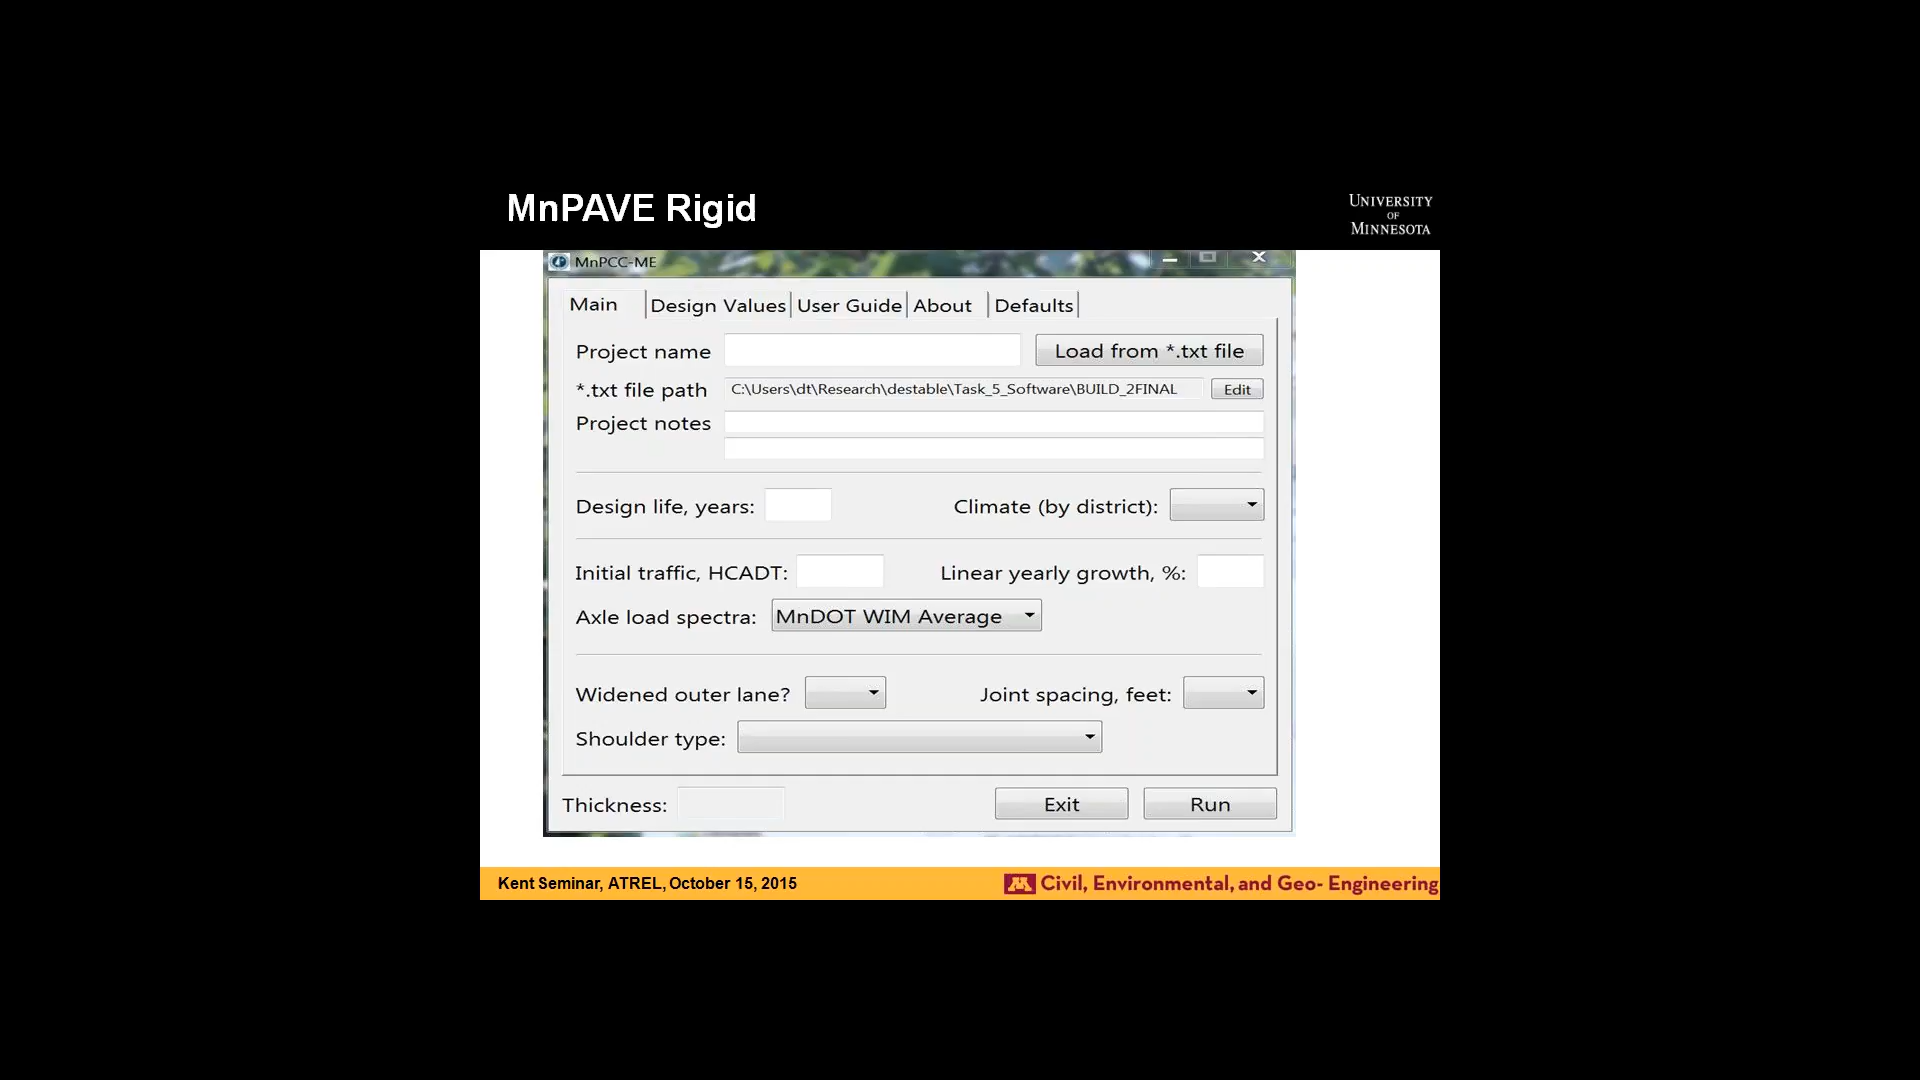 MnPAVE Rigid
UNIVERSITY
OF
MINNESOTA
MnPCC-ME
Main Design Values User Guide About Defaults
Project name Load from *.txt file
*.txt file path C:\Users\dt\Research\destable\Task_5_Software\BUILD_2FINAL Edit
Project notes
Design life, years: Climate (by district):
Initial traffic, HCADT: Linear yearly growth, %:
Axle load spectra: MnDOT WIM Average
Widened outer lane? Joint spacing, feet:
Shoulder type:
Thickness: Exit Run
Kent Seminar, ATREL, October 15, 2015 M Civil, Environmental, and Geo- Engineering